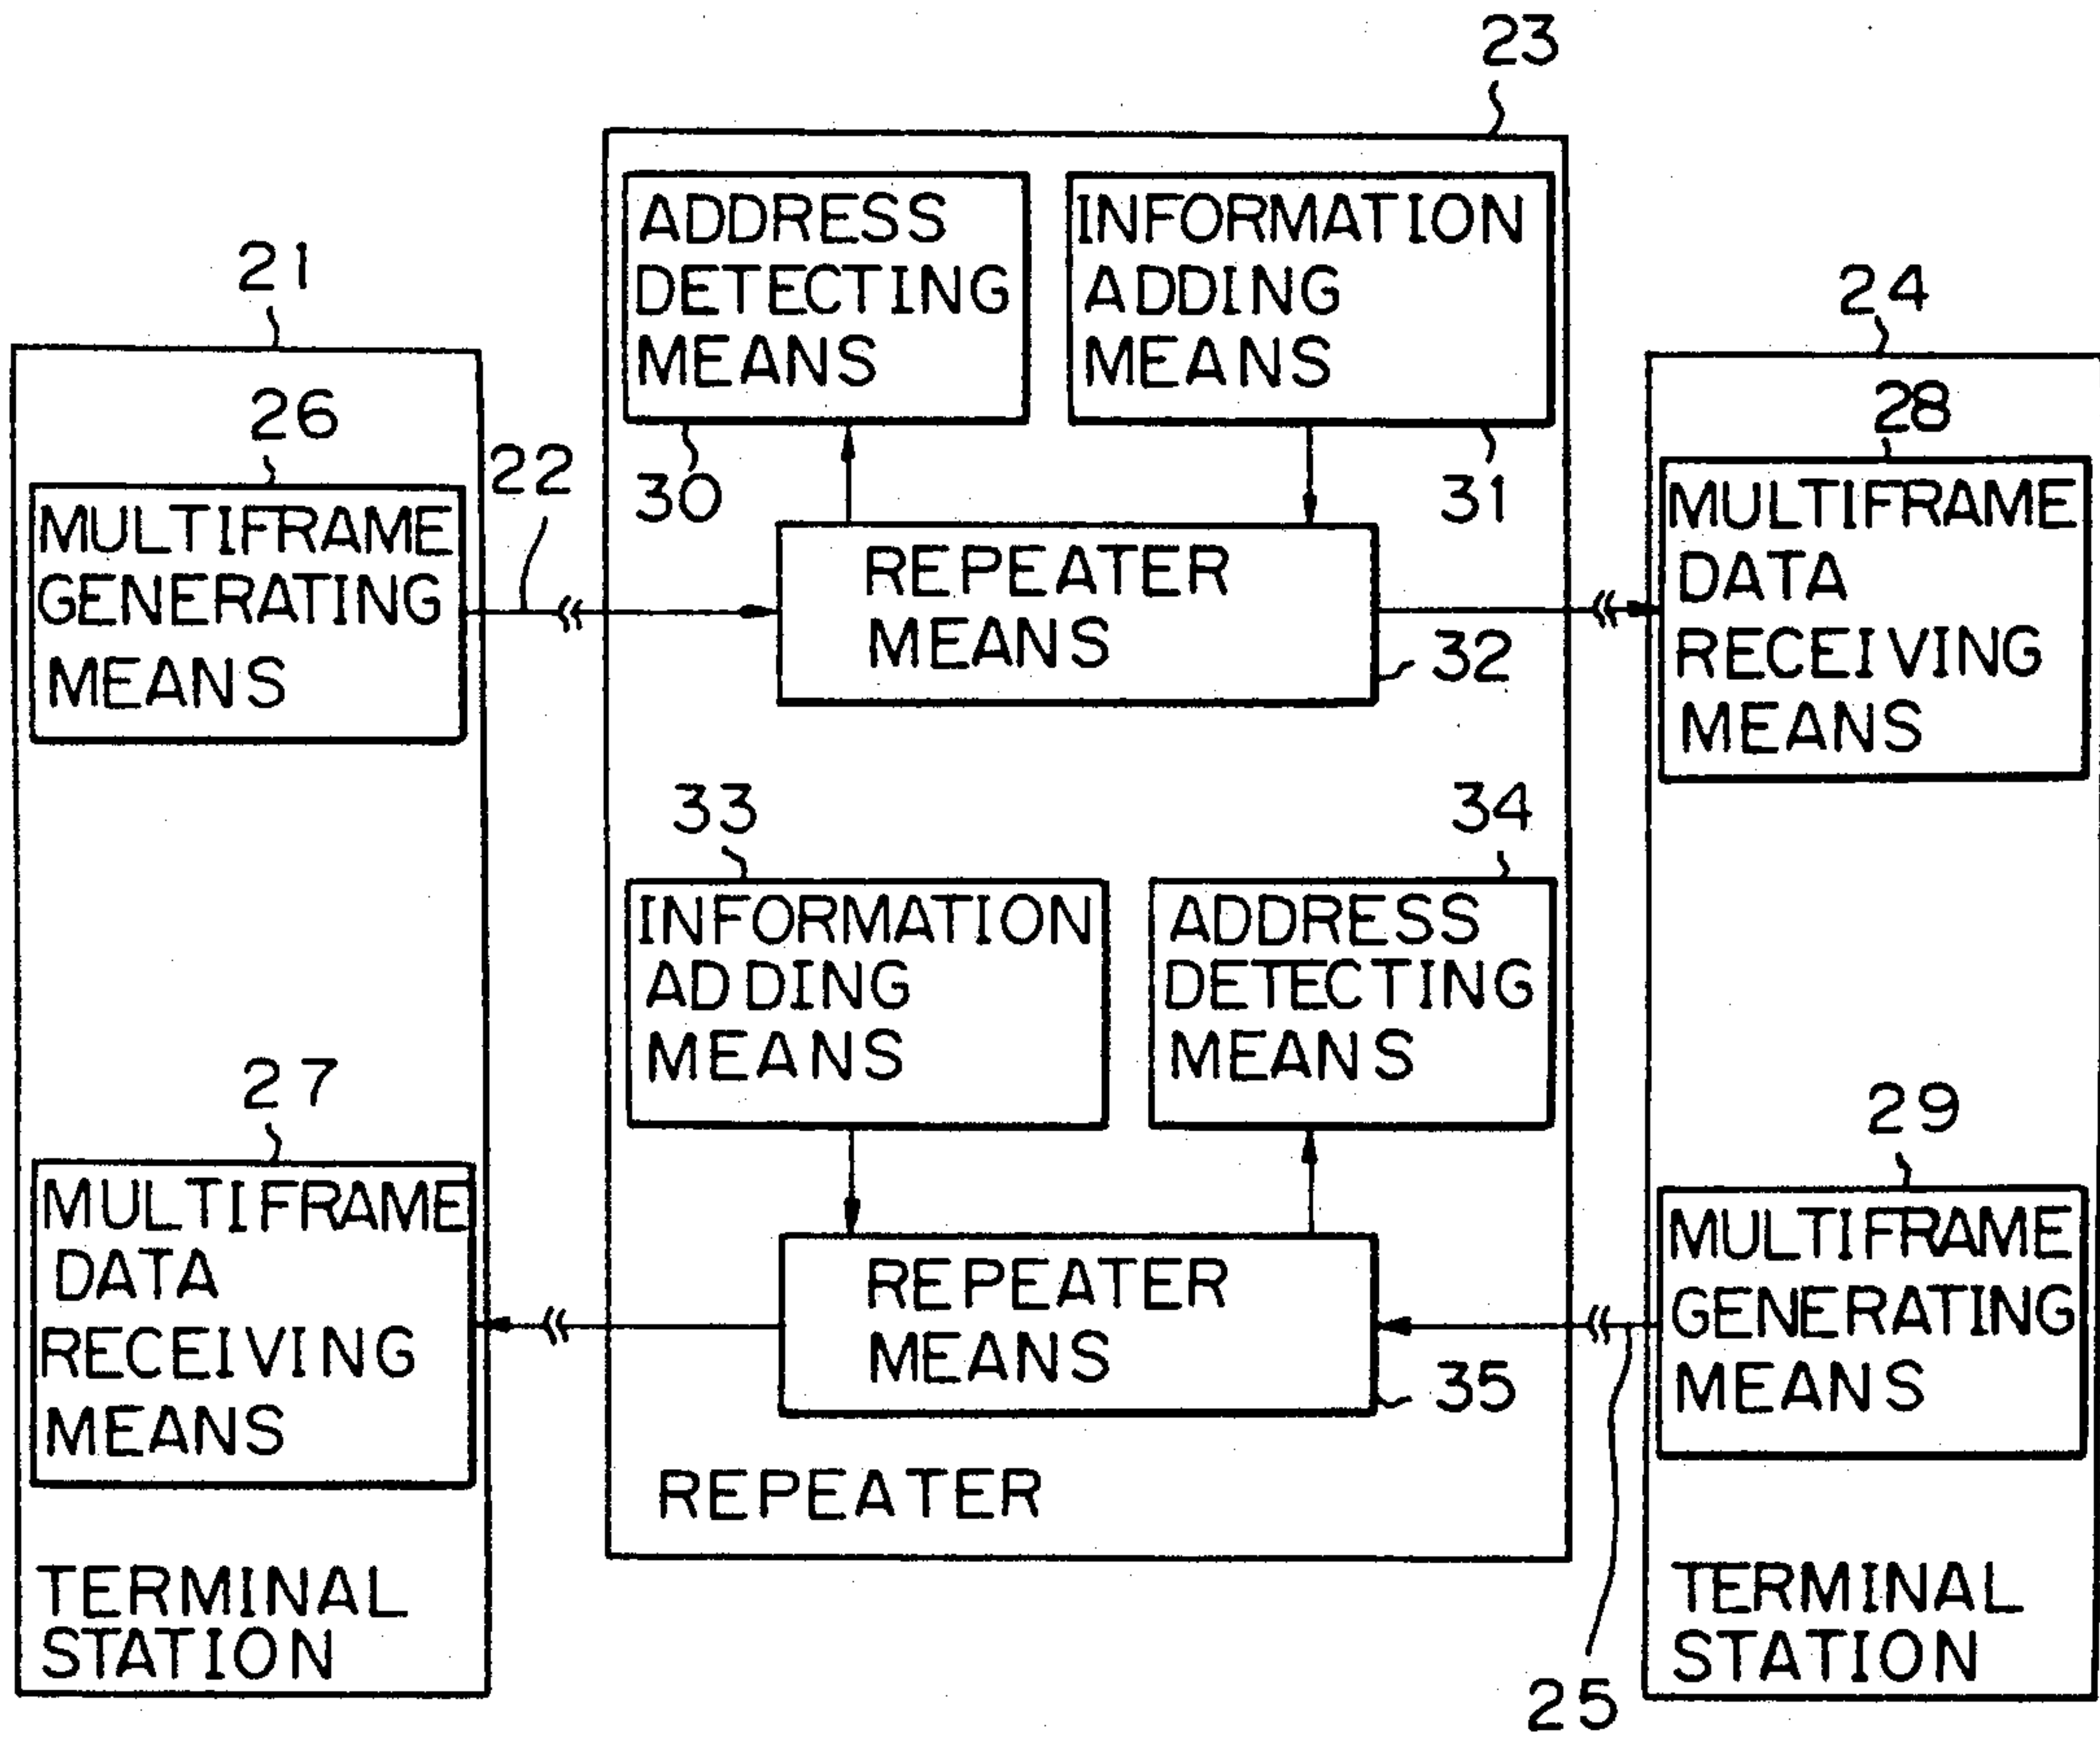 23
ADDRESS
DETECTING
MEANS
INFORMATION
ADDING
MEANS
21
24
26
22
30
31
28
MULTIFRAME
GENERATING
MEANS
REPEATER
MEANS
32
MULTIFRAME
DATA
RECEIVING
MEANS
33
34
INFORMATION
ADDING
MEANS
ADDRESS
DETECTING
MEANS
27
29
MULTIFRAME
DATA
RECEIVING
MEANS
REPEATER
MEANS
35
MULTIFRAME
GENERATING
MEANS
REPEATER
TERMINAL
STATION
25
TERMINAL
STATION